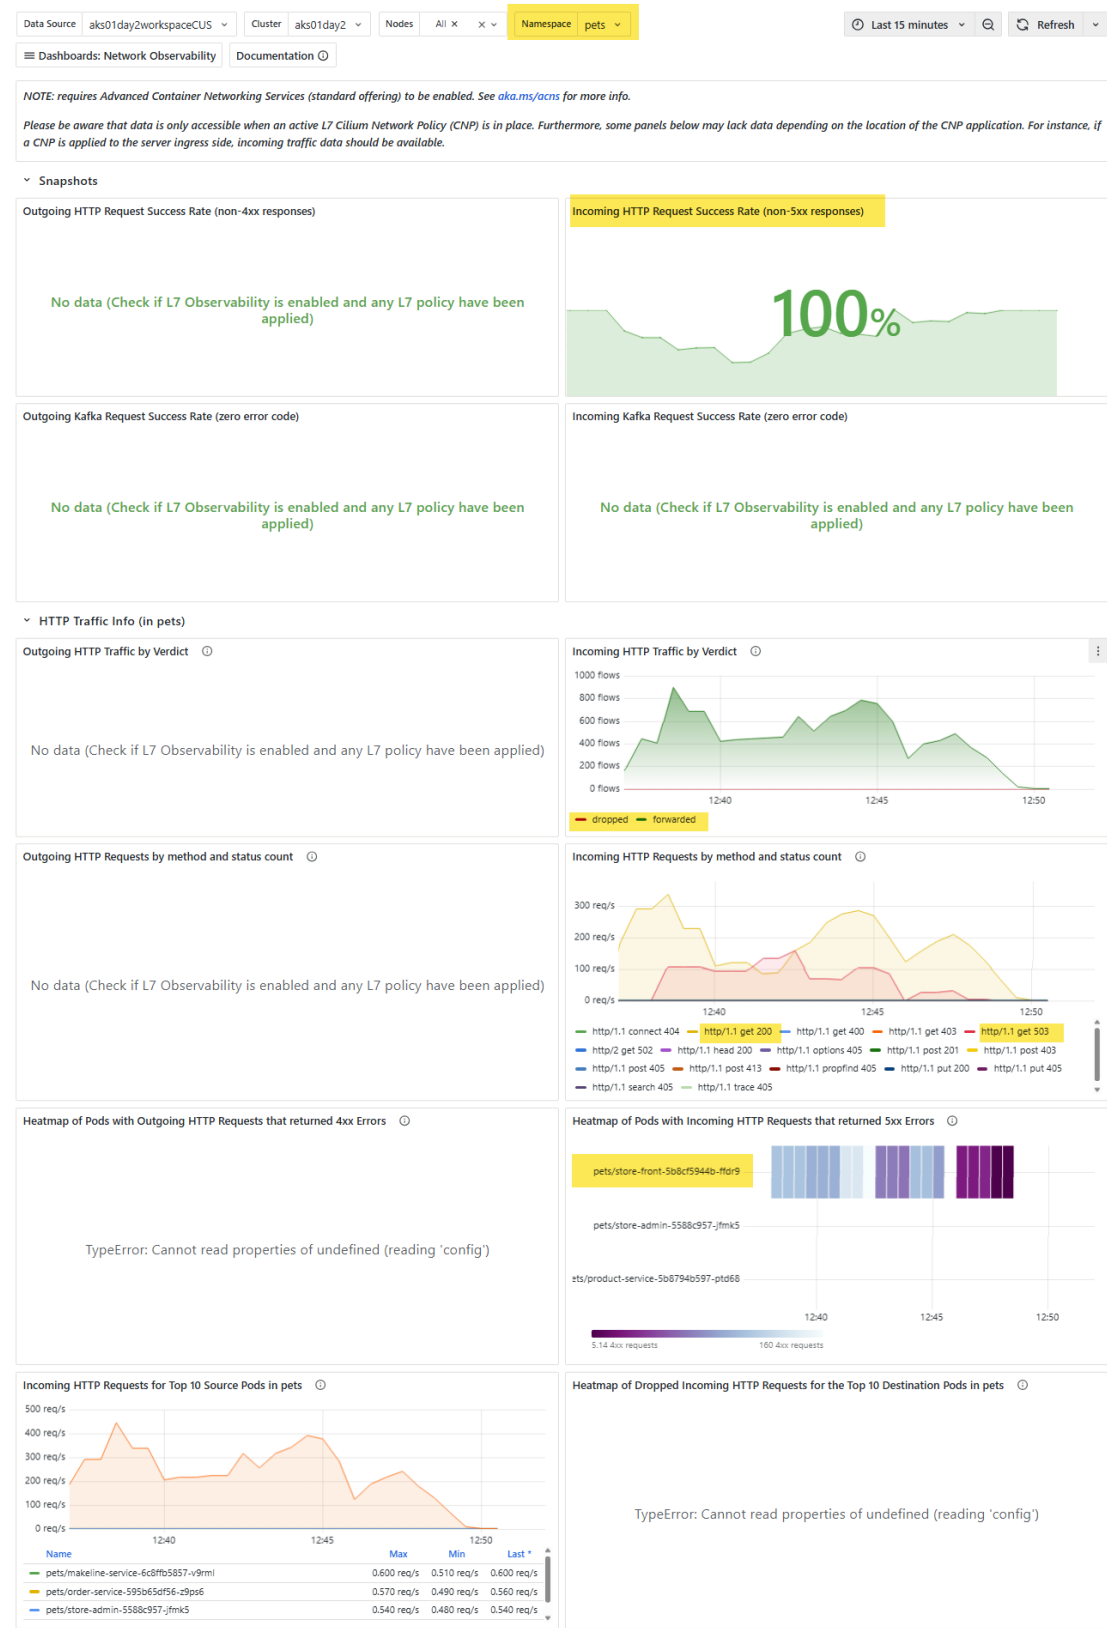 Data Source aks01day2workspaceCUS Cluster aks01day2 Nodes All × × Namespace pets Last 15 minutes Refresh
Dashboards: Network Observability Documentation
NOTE: requires Advanced Container Networking Services (standard offering) to be enabled. See aka.ms/acns for more info.
Please be aware that data is only accessible when an active L7 Cilium Network Policy (CNP) is in place. Furthermore, some panels below may lack data depending on the location of the CNP application. For instance, if
a CNP is applied to the server ingress side, incoming traffic data should be available.
Snapshots
Outgoing HTTP Request Success Rate (non-4xx responses)
No data (Check if L7 Observability is enabled and any L7 policy have been
applied)
Incoming HTTP Request Success Rate (non-5xx responses)
100%
Outgoing Kafka Request Success Rate (zero error code)
No data (Check if L7 Observability is enabled and any L7 policy have been
applied)
Incoming Kafka Request Success Rate (zero error code)
No data (Check if L7 Observability is enabled and any L7 policy have been
applied)
HTTP Traffic Info (in pets)
Outgoing HTTP Traffic by Verdict
No data (Check if L7 Observability is enabled and any L7 policy have been applied)
Incoming HTTP Traffic by Verdict
1000 flows
800 flows
600 flows
400 flows
200 flows
0 flows
12:40 12:45 12:50
dropped forwarded
Outgoing HTTP Requests by method and status count
No data (Check if L7 Observability is enabled and any L7 policy have been applied)
Incoming HTTP Requests by method and status count
300 req/s
200 req/s
100 req/s
0 req/s
12:40 12:45 12:50
http/1.1 connect 404 http/1.1 get 200 http/1.1 get 400 http/1.1 get 403 http/1.1 get 503
http/2 get 502 http/1.1 head 200 http/1.1 options 405 http/1.1 post 201 http/1.1 post 403
http/1.1 post 405 http/1.1 post 413 http/1.1 propfind 405 http/1.1 put 200 http/1.1 put 405
http/1.1 search 405 http/1.1 trace 405
Heatmap of Pods with Outgoing HTTP Requests that returned 4xx Errors
TypeError: Cannot read properties of undefined (reading 'config')
Heatmap of Pods with Incoming HTTP Requests that returned 5xx Errors
pets/store-front-5b8cf5944b-ffdr9
pets/store-admin-5588c957-jfmk5
ets/product-service-5b8794b597-ptd68
12:40 12:45 12:50
5.14 4xx requests 160 4xx requests
Incoming HTTP Requests for Top 10 Source Pods in pets
500 req/s
400 req/s
300 req/s
200 req/s
100 req/s
0 req/s
12:40 12:45 12:50
Name Max Min Last *
pets/makeline-service-6c8ffb5857-v9rml 0.600 req/s 0.510 req/s 0.600 req/s
pets/order-service-595b65df56-z9ps6 0.570 req/s 0.490 req/s 0.560 req/s
pets/store-admin-5588c957-jfmk5 0.540 req/s 0.480 req/s 0.540 req/s
Heatmap of Dropped Incoming HTTP Requests for the Top 10 Destination Pods in pets
TypeError: Cannot read properties of undefined (reading 'config')